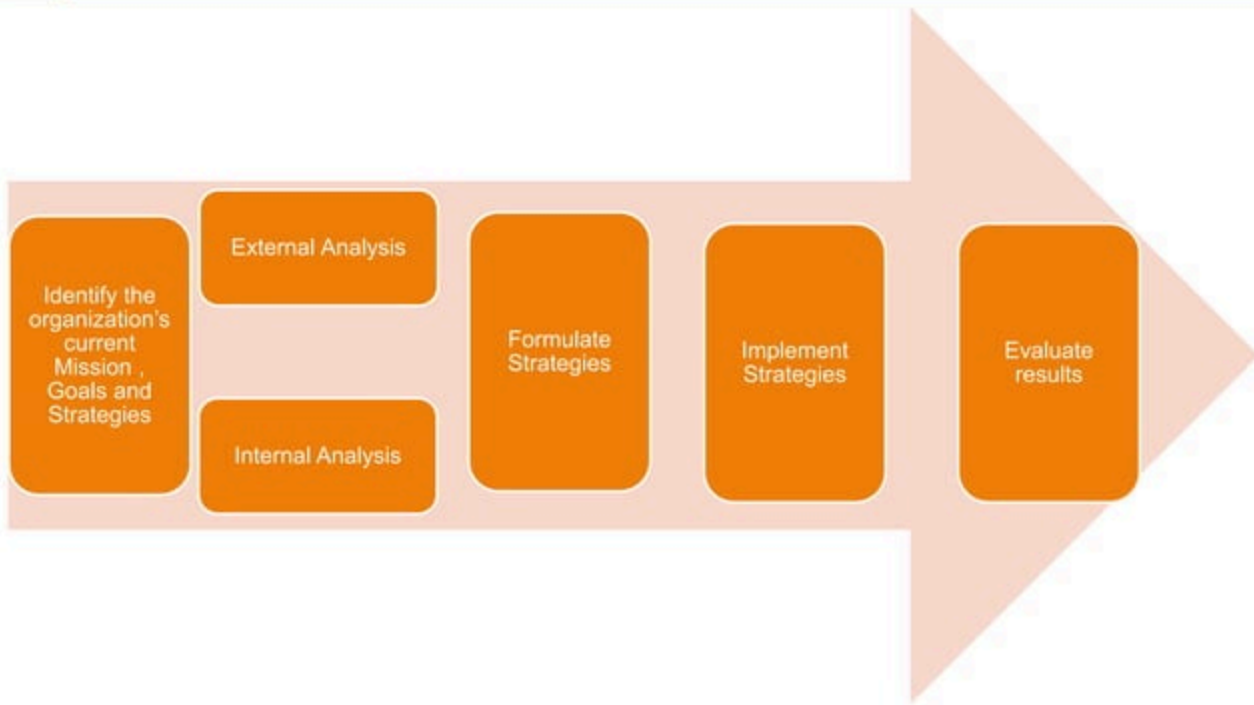 Identify the
organization's
current
Mission ,
Goals and
Strategies
External Analysis
Internal Analysis
Formulate
Strategies
Implement
Strategies
Evaluate
results